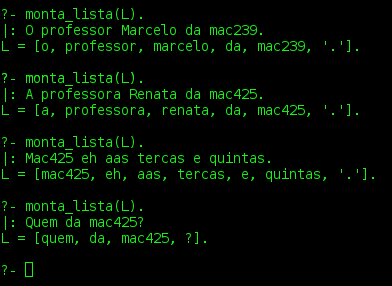 ?- monta_lista(L).
|: O professor Marcelo da mac239.
L = [o, professor, marcelo, da, mac239, '.'].
?- monta_lista(L).
|: A professora Renata da mac425.
L = [a, professora, renata, da, mac425, '.'].
?- monta_lista(L).
|: Mac425 eh aas tercas e quintas.
L = [mac425, eh, aas, tercas, e, quintas, '.'].
?- monta_lista(L).
|: Quem da mac425?
L = [quem, da, mac425, ?].
?-